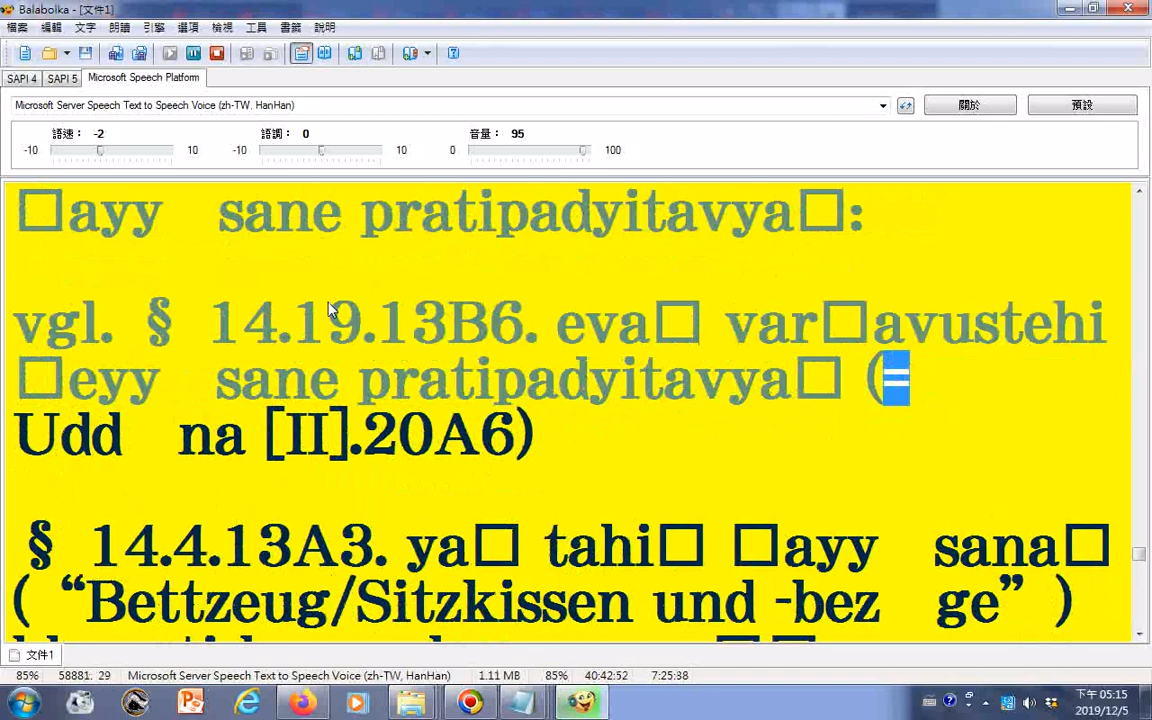 Balabolka - [文件1]
檔案 編輯 文字 朗讀 引擎 選項 檢視 工具 書籤 說明
SAPI 4 SAPI 5 Microsoft Speech Platform
Microsoft Server Speech Text to Speech Voice (zh-TW, HanHan) 關於 預設
語速： -2 語調： 0 音量： 95
-10 10 -10 10 0 100
□ayy sane pratipadyitavya□:
vgl. § 14.19.13B6. eva□ var□avustehi
□eyy sane pratipadyitavya□ (=
Udd na [II].20A6)
§ 14.4.13A3. ya□ tahi□ □ayy sana□
( “Bettzeug/Sitzkissen und -bez ge” )
文件1
85% 58881: 29 Microsoft Server Speech Text to Speech Voice (zh-TW, HanHan) 1.11 MB 85% 40:42:52 7:25:38
下午 05:15
2019/12/5